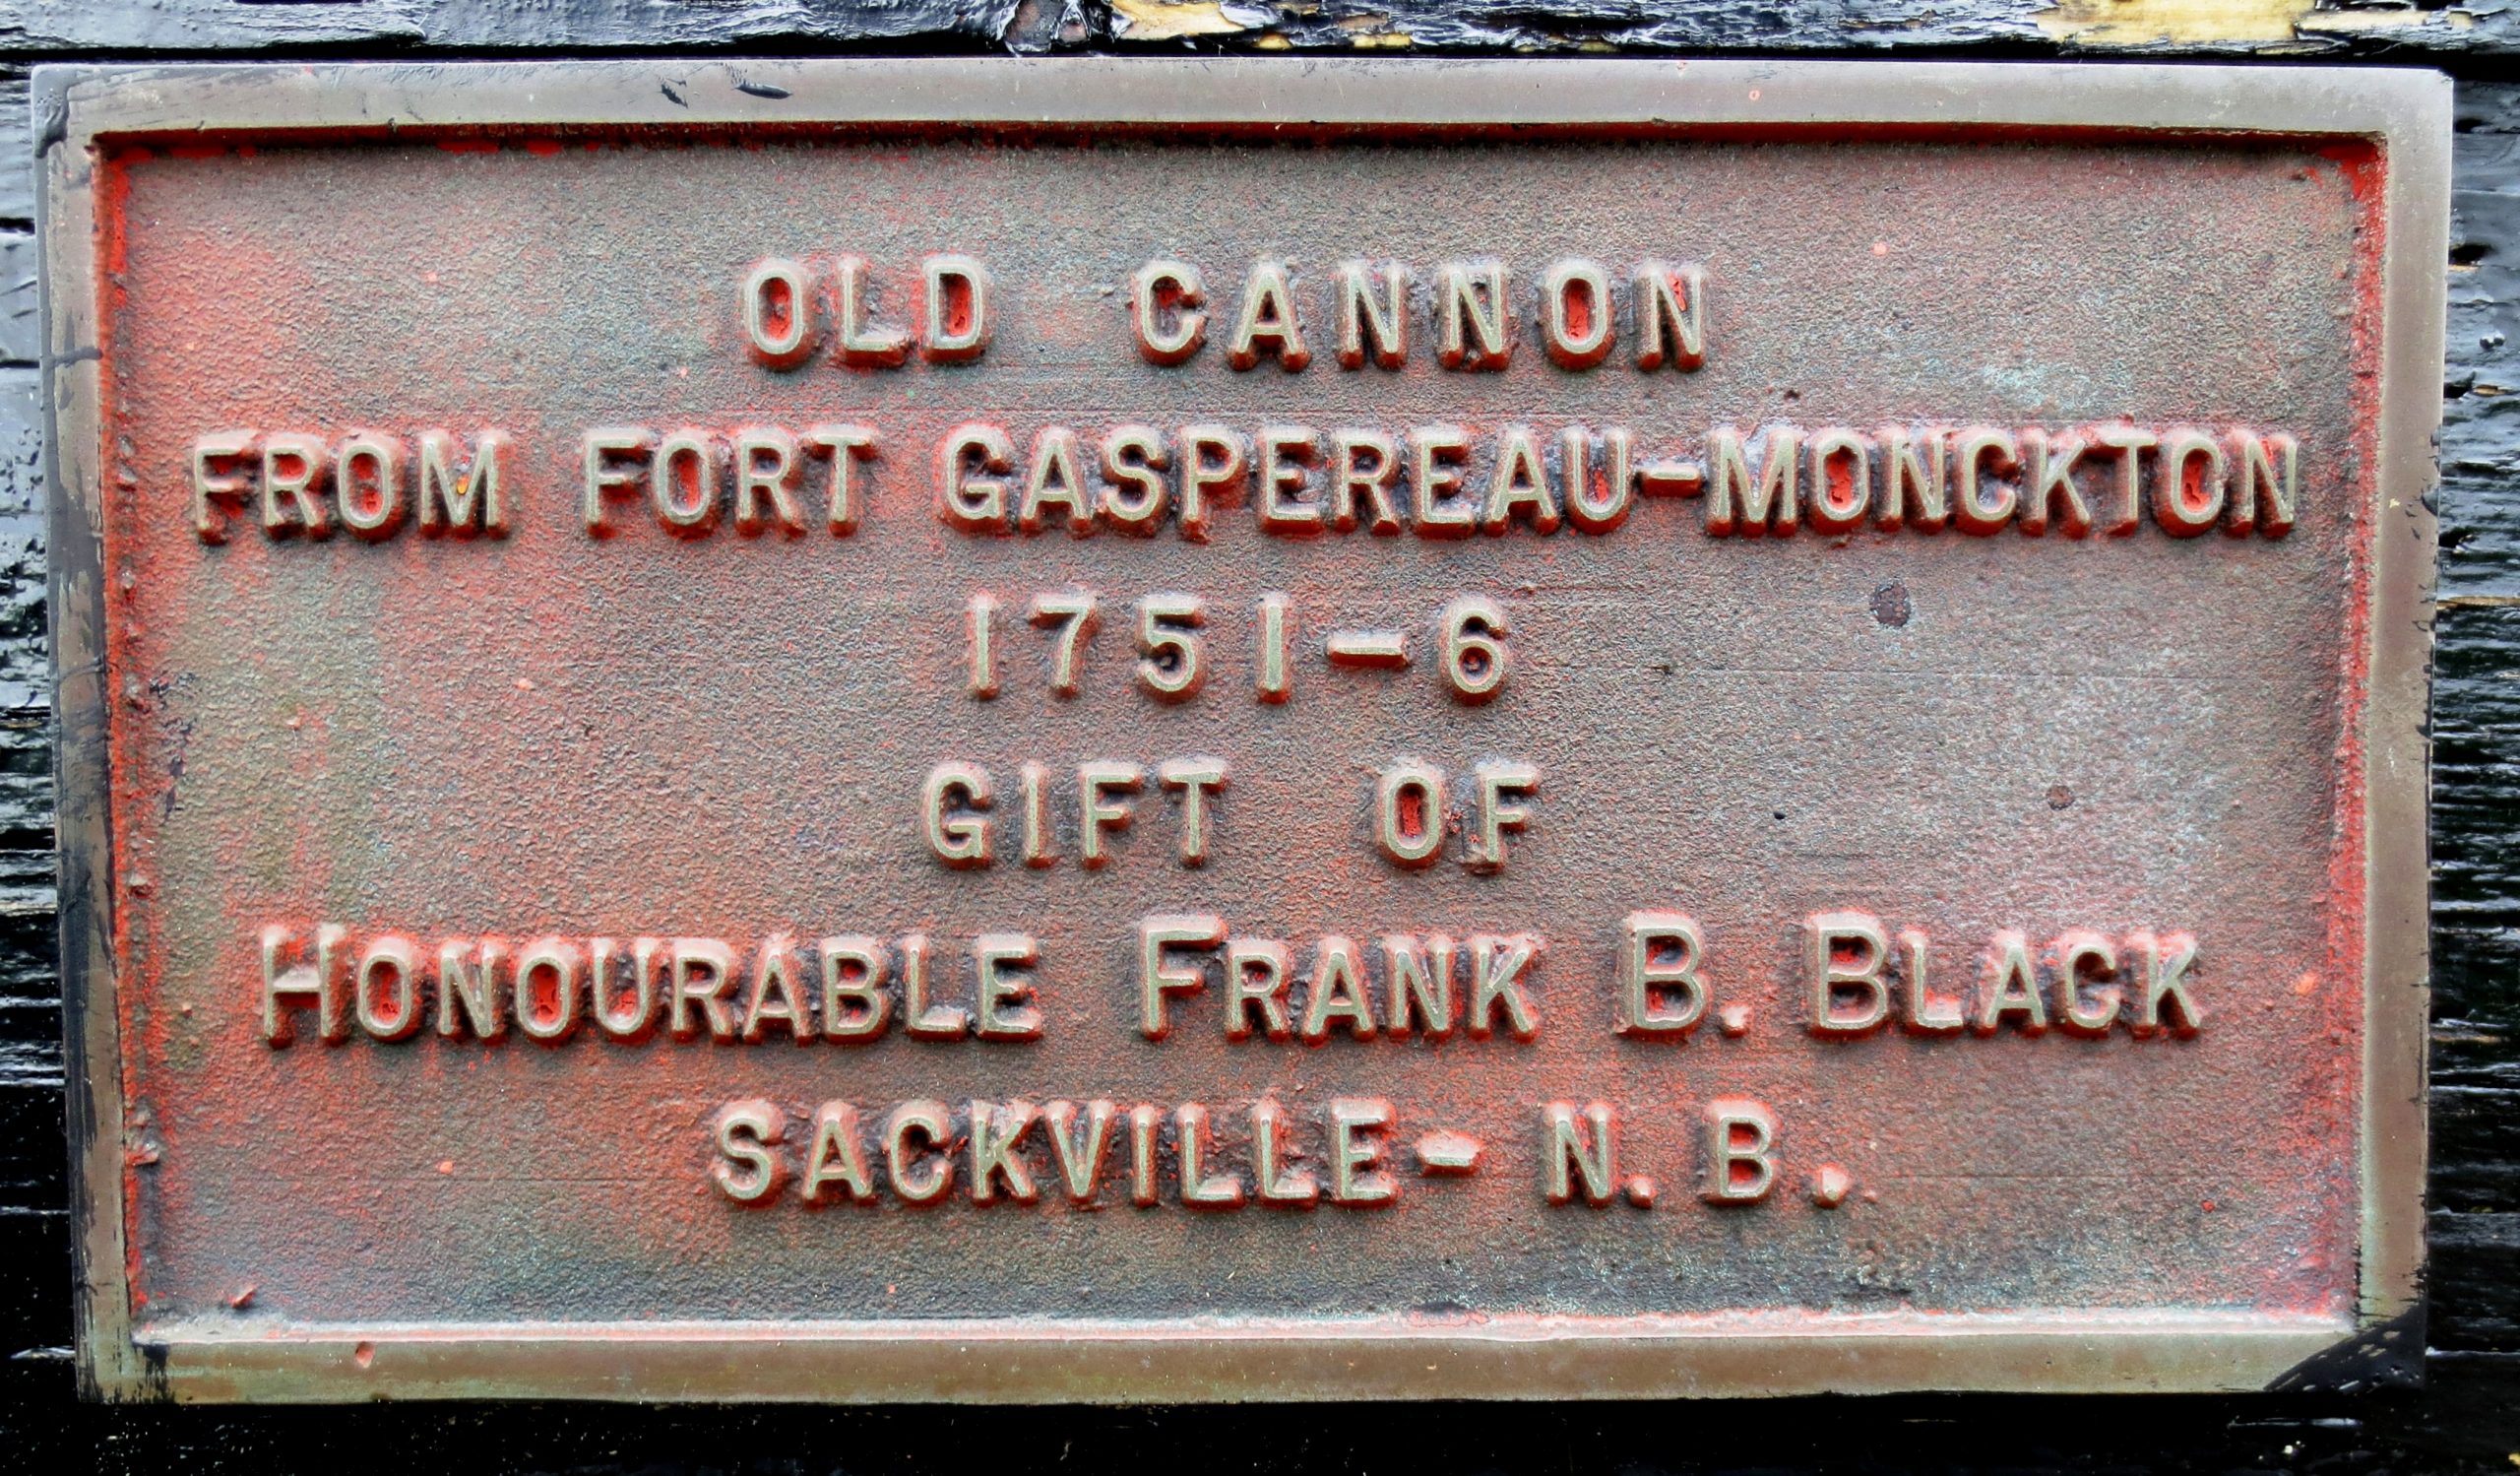 OLD CANNON
FROM FORT GASPEREAU-MONCKTON
1751-6
GIFT OF
HONOURABLE FRANK B. BLACK
SACKVILLE- N. B.